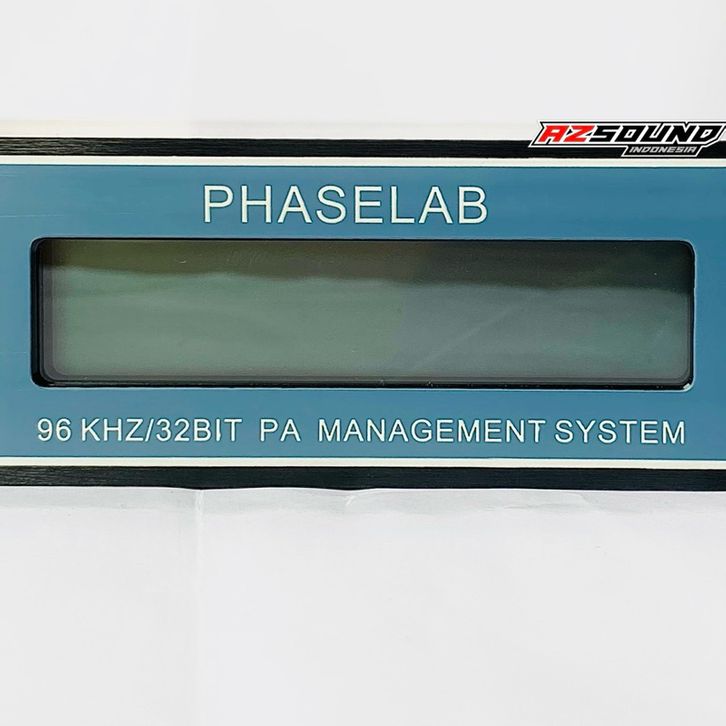 AZSOUND
INDONESIA
PHASELAB
96 KHZ/32BIT PA MANAGEMENT SYSTEM